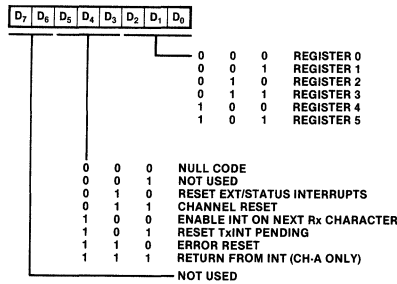 D7 D6 D5 D4 D3 D2 D1 D0
0 0 0 REGISTER 0
0 0 1 REGISTER 1
0 1 0 REGISTER 2
0 1 1 REGISTER 3
1 0 0 REGISTER 4
1 0 1 REGISTER 5
0 0 0 NULL CODE
0 0 1 NOT USED
0 1 0 RESET EXT/STATUS INTERRUPTS
0 1 1 CHANNEL RESET
1 0 0 ENABLE INT ON NEXT Rx CHARACTER
1 0 1 RESET TxINT PENDING
1 1 0 ERROR RESET
1 1 1 RETURN FROM INT (CH-A ONLY)
NOT USED